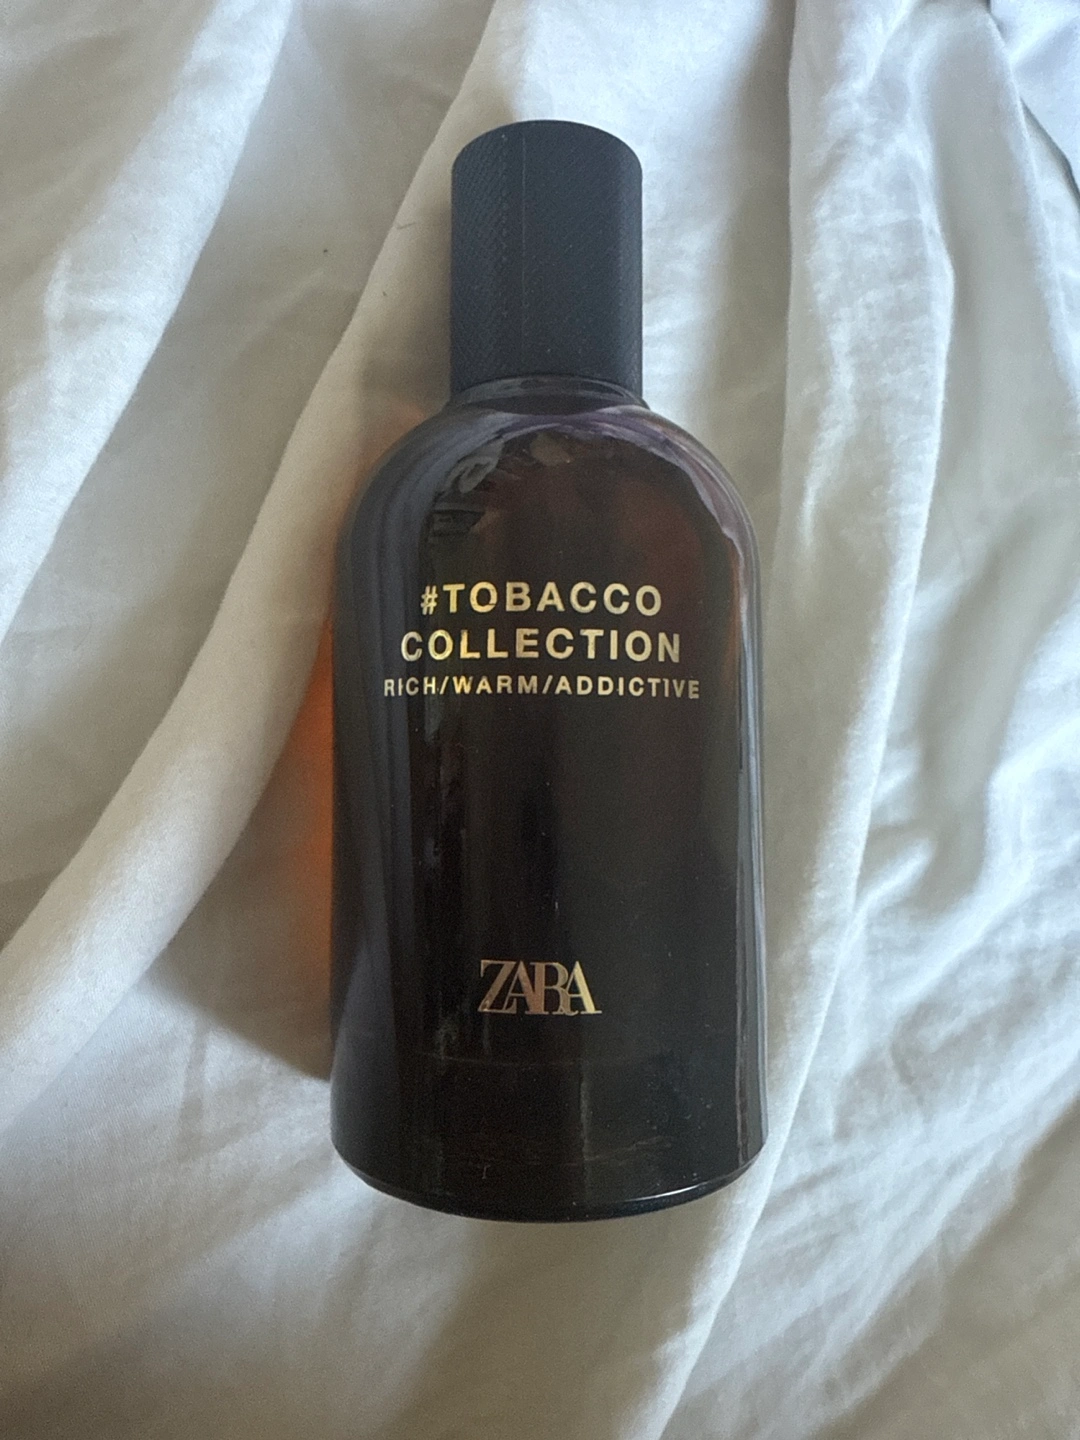 #TOBACCO
COLLECTION
RICH/WARM/ADDICTIVE
ZARA